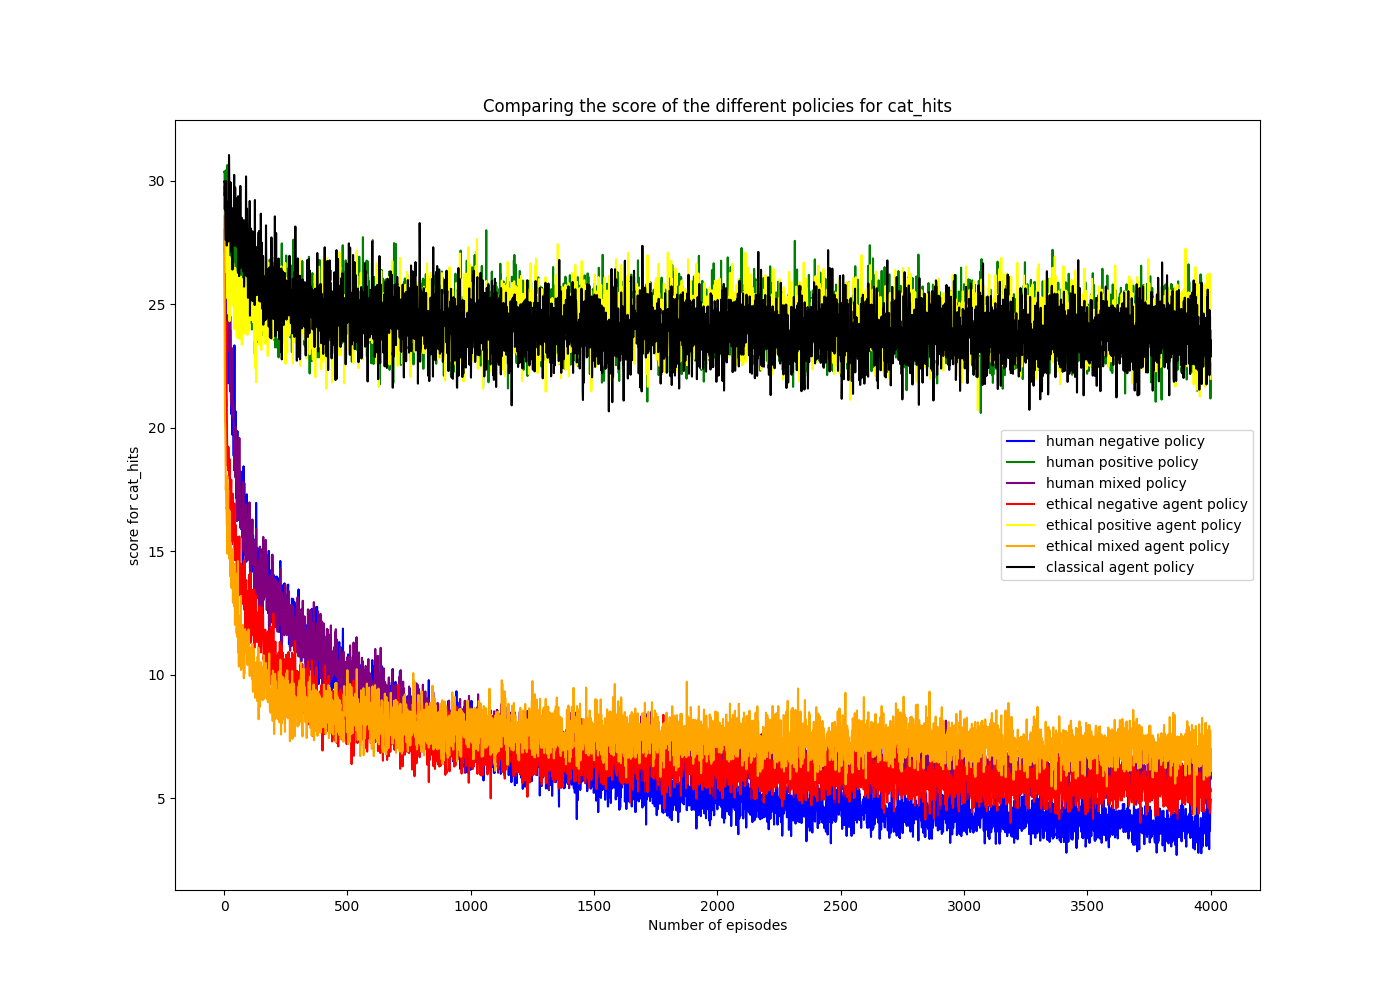 Comparing the score of the different policies for cat_hits
30
25
20
15
10
5
score for cat_hits
human negative policy
human positive policy
human mixed policy
ethical negative agent policy
ethical positive agent policy
ethical mixed agent policy
classical agent policy
0 500 1000 1500 2000 2500 3000 3500 4000
Number of episodes